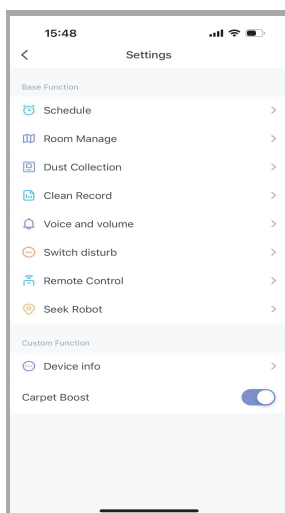 15:48
Settings
Base Function
Schedule
Room Manage
Dust Collection
Clean Record
Voice and volume
Switch disturb
Remote Control
Seek Robot
Custom Function
Device info
Carpet Boost